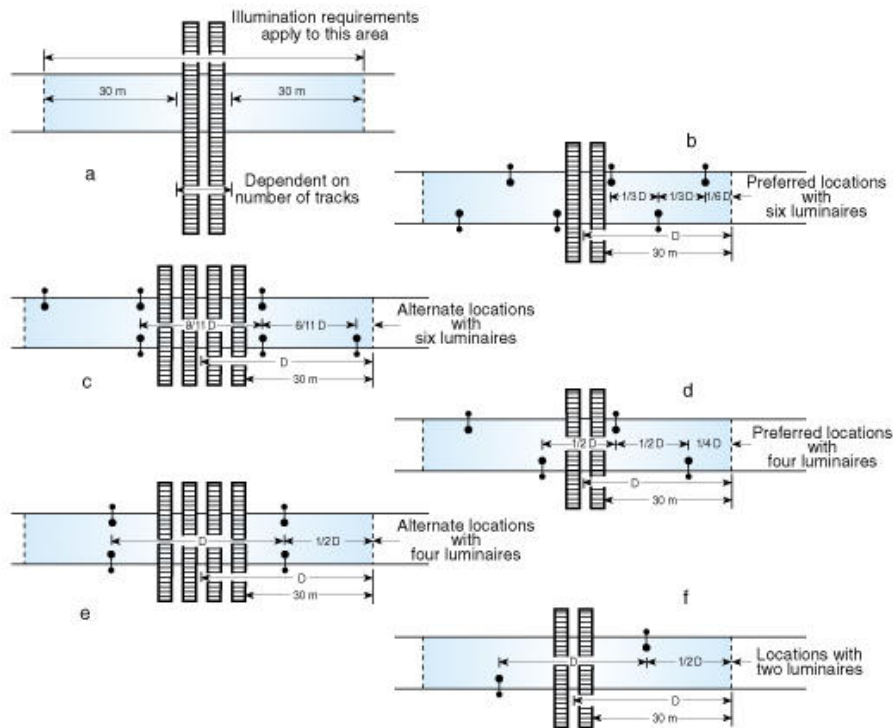 Illumination requirements
apply to this area
30 m
30 m
a
Dependent on
number of tracks
b
1/3 D
1/3 D
1/6 D
Preferred locations
with
six luminaires
D
30 m
8/11 D
6/11 D
Alternate locations
with
six luminaires
D
30 m
c
d
1/2 D
1/2 D
1/4 D
Preferred locations
with
four luminaires
D
30 m
D
1/2 D
Alternate locations
with
four luminaires
D
30 m
e
f
D
1/2 D
Locations with
two luminaires
D
30 m